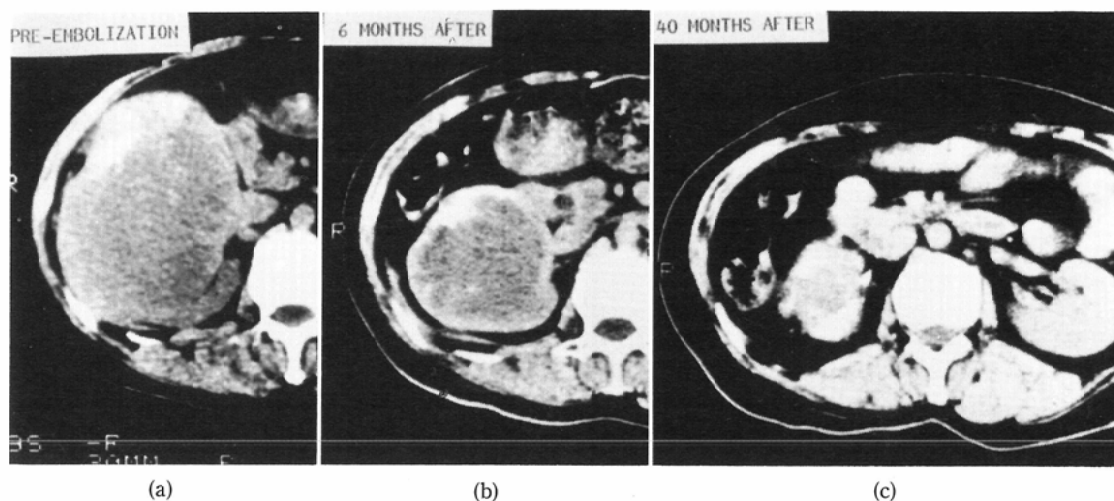 PRE-EMBOLIZATION
6 MONTHS AFTER
40 MONTHS AFTER
R
R
(a)
(b)
(c)